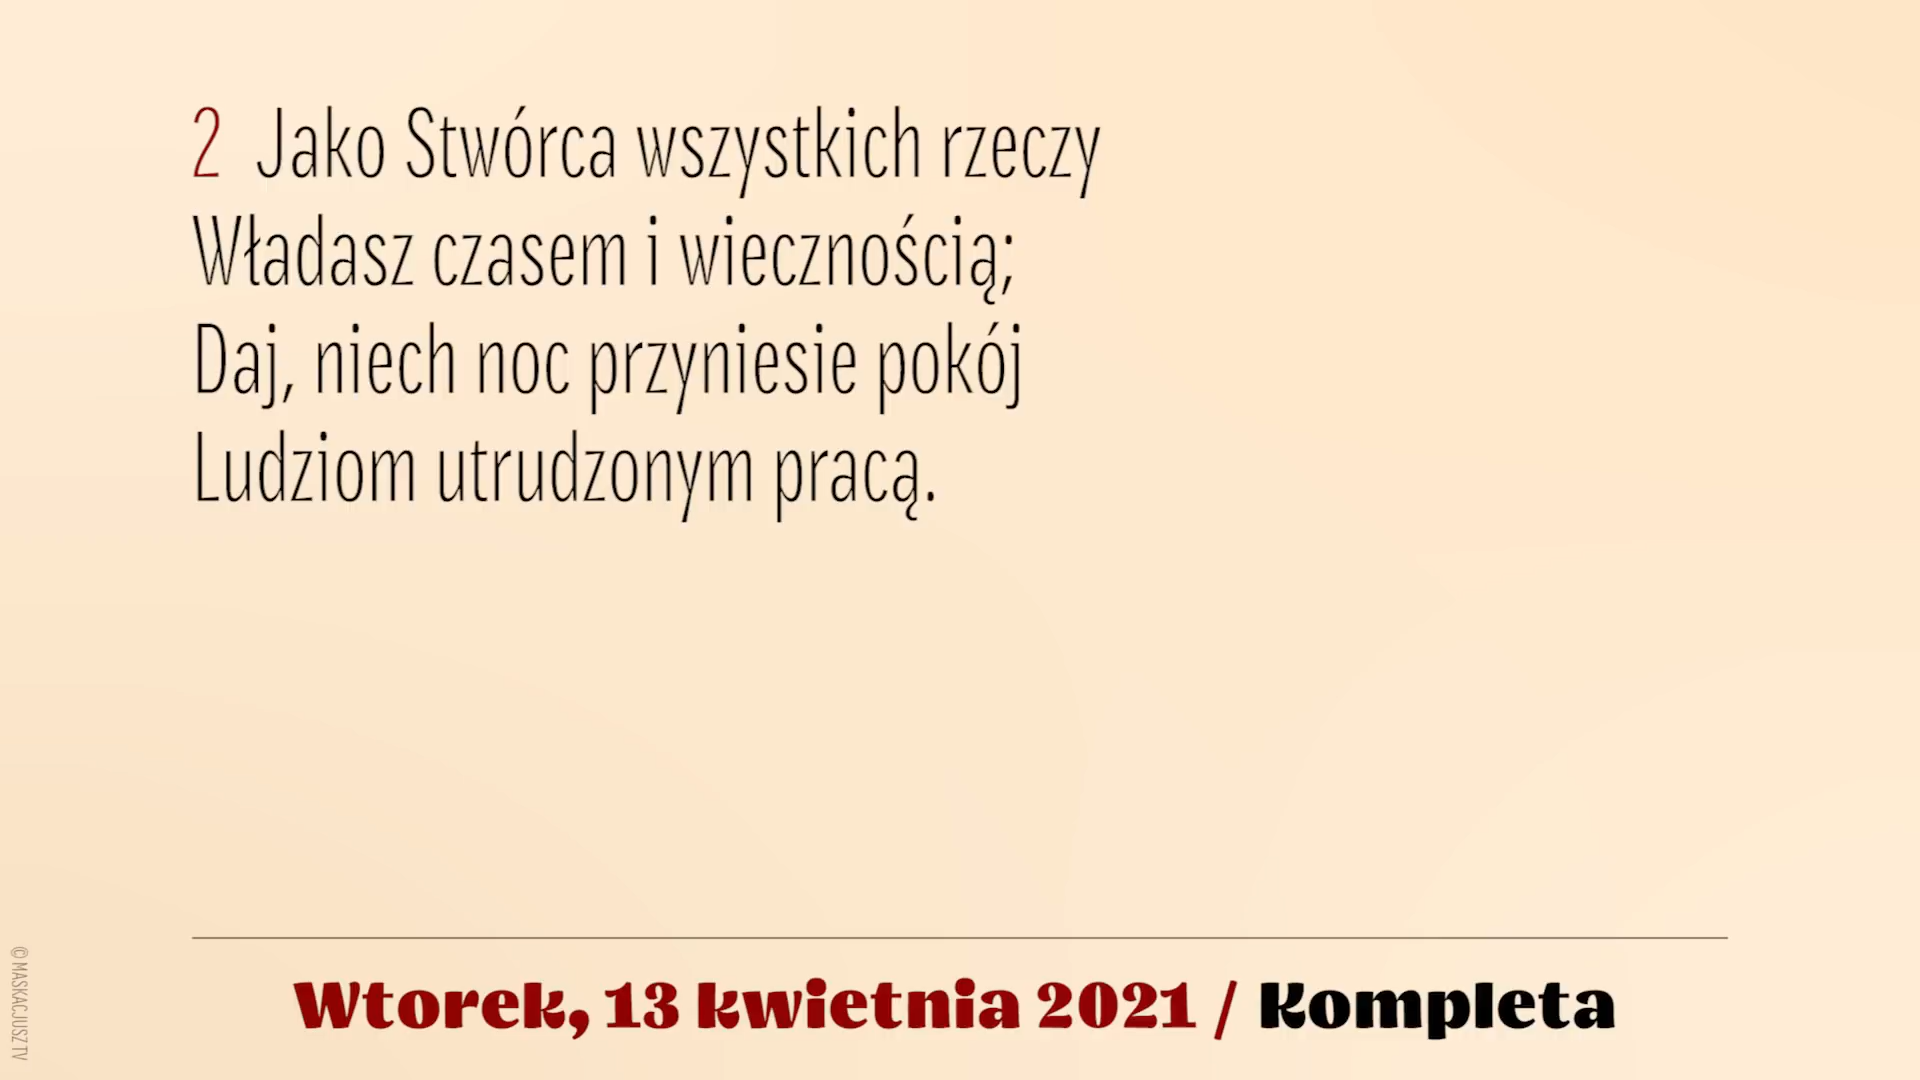 2 Jako Stwórca wszystkich rzeczy
Władasz czasem i wiecznością;
Daj, niech noc przyniesie pokój
Ludziom utrudzonym pracą.
Wtorek, 13 kwietnia 2021 / Kompleta
© MASKACJUSZ TV